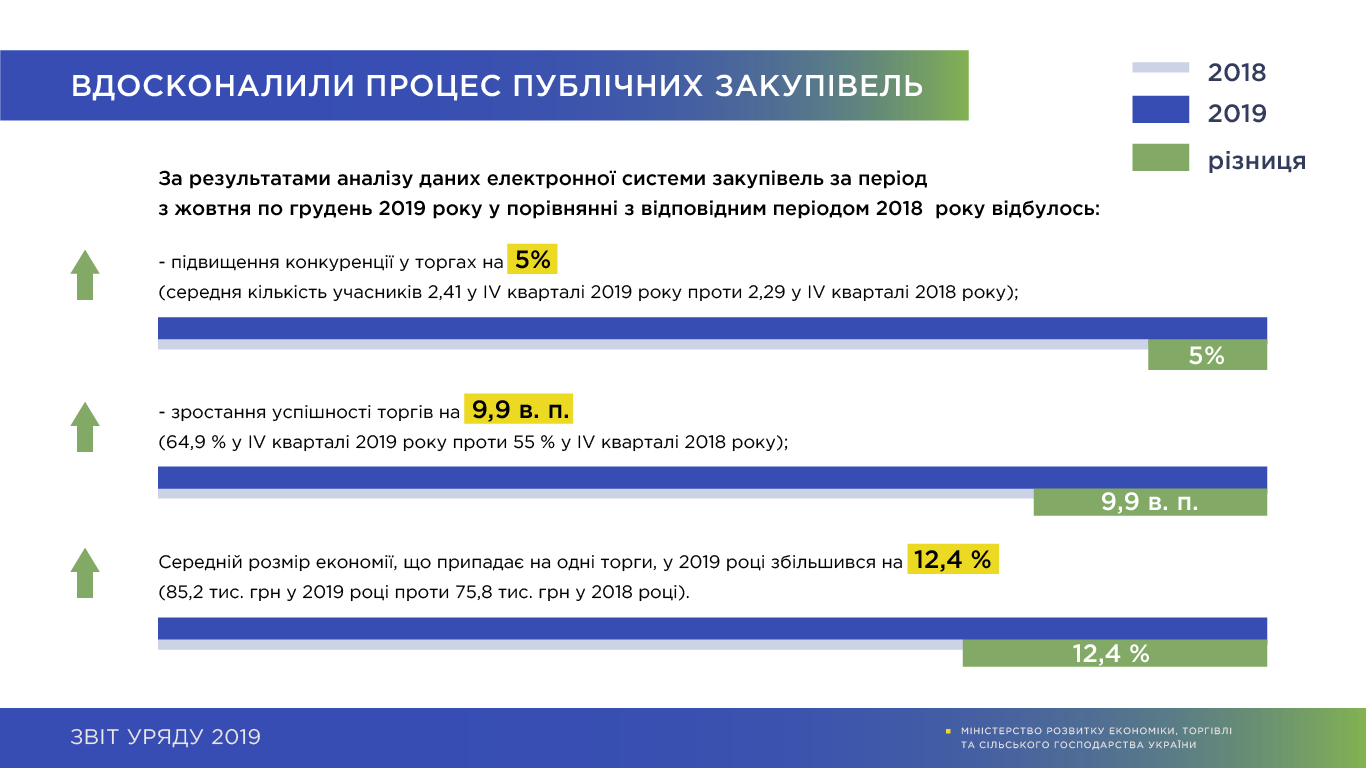 ВДОСКОНАЛИЛИ ПРОЦЕС ПУБЛІЧНИХ ЗАКУПІВЕЛЬ
2018
2019
різниця
За результатами аналізу даних електронної системи закупівель за період
з жовтня по грудень 2019 року у порівнянні з відповідним періодом 2018 року відбулось:
- підвищення конкуренції у торгах на 5%
(середня кількість учасників 2,41 у IV кварталі 2019 року проти 2,29 у IV кварталі 2018 року);
5%
- зростання успішності торгів на 9,9 в. п.
(64,9 % у IV кварталі 2019 року проти 55 % у IV кварталі 2018 року);
9,9 в. п.
Середній розмір економії, що припадає на одні торги, у 2019 році збільшився на 12,4 %
(85,2 тис. грн у 2019 році проти 75,8 тис. грн у 2018 році).
12,4 %
ЗВІТ УРЯДУ 2019
МІНІСТЕРСТВО РОЗВИТКУ ЕКОНОМІКИ, ТОРГІВЛІ
ТА СІЛЬСЬКОГО ГОСПОДАРСТВА УКРАЇНИ